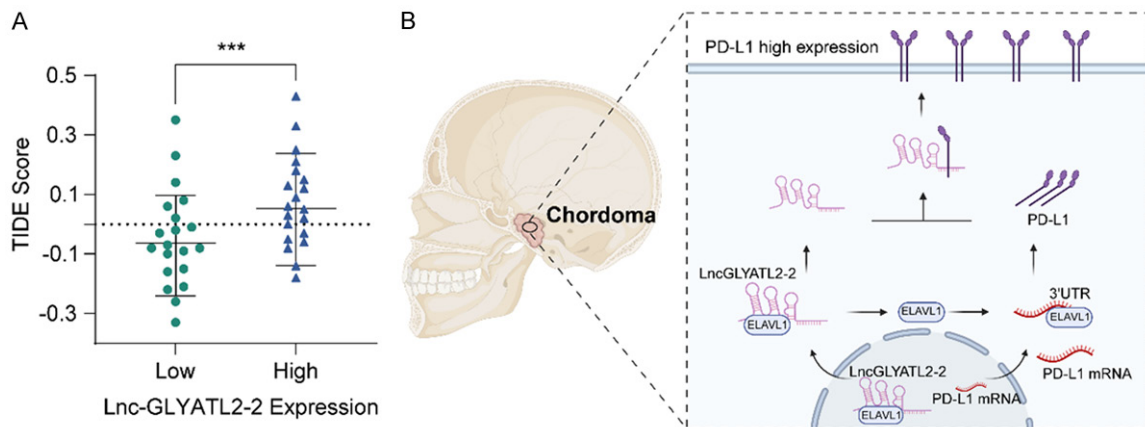 A
***
0.5
0.3
0.1
-0.1
-0.3
TIDE Score
Low
High
Lnc-GLYATL2-2 Expression
B
Chordoma
PD-L1 high expression
PD-L1
LncGLYATL2-2
ELAVL1
ELAVL1
3'UTR
ELAVL1
PD-L1 mRNA
LncGLYATL2-2
ELAVL1
PD-L1 mRNA